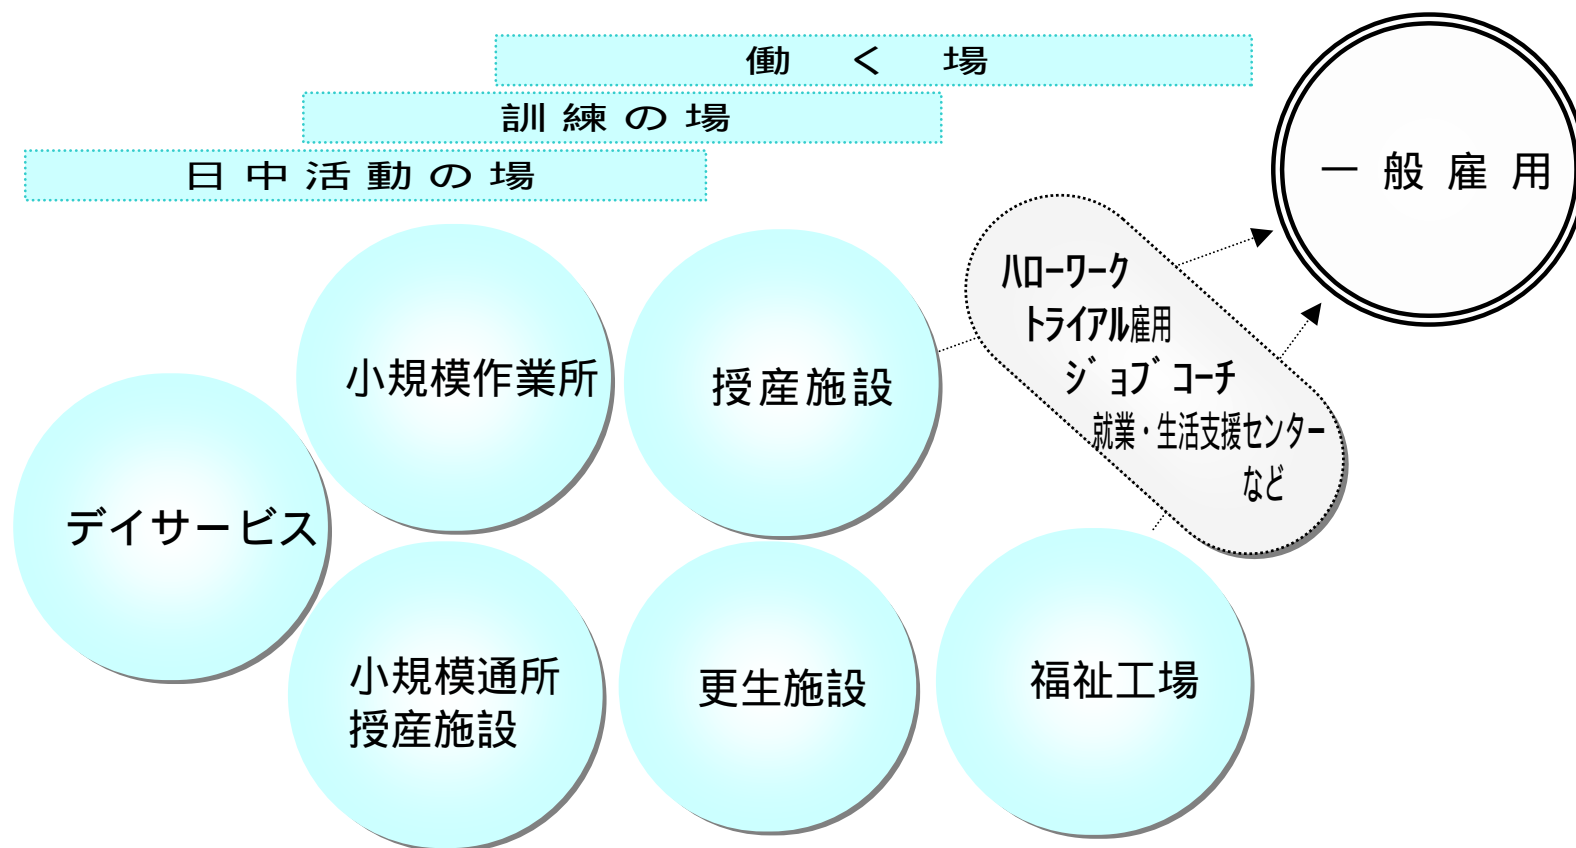 働く場
訓練の場
日中活動の場
一般雇用
ハローワーク
トライアル雇用
ジョブコーチ
就業・生活支援センター
など
小規模作業所
授産施設
デイサービス
小規模通所
授産施設
更生施設
福祉工場